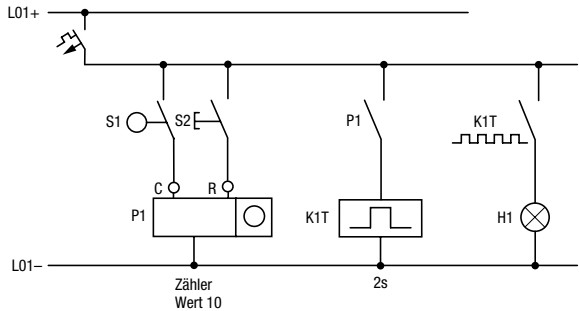 L01+
S1
S2
P1
K1T
C
R
P1
K1T
H1
L01–
Zähler
Wert 10
2s